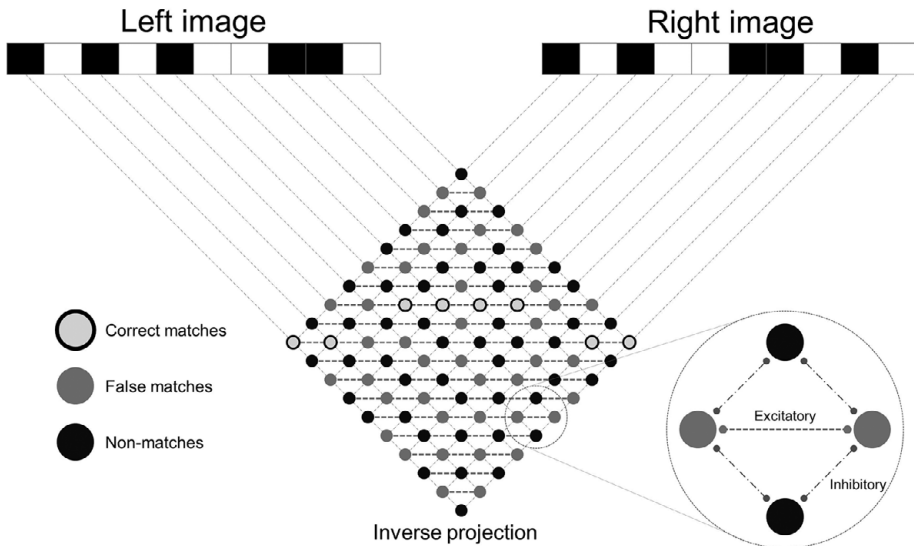 Left image
Right image
Correct matches
False matches
Non-matches
Excitatory
Inhibitory
Inverse projection